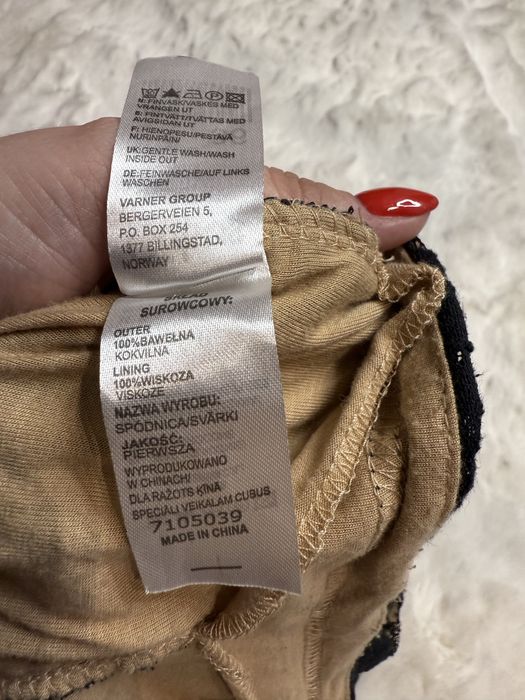 N: FINVASK/VASKES MED
VRANGEN UT
S: FINTVÄTT/TVÄTTAS MED
AVIGSIDAN UT
F: HIENOPESU/PESTÄVÄ
NURINPÄIN/
UK:GENTLE WASH/WASH
INSIDE OUT
DE:FEINWASCHE/AUF LINKS
WASCHEN
VARNER GROUP
BERGERVEIEN 5,
P.O. BOX 254
1377 BILLINGSTAD,
NORWAY
SKŁAD
SUROWCOWY:
OUTER
100%BAWEŁNA
KOKVILNA
LINING
100%WISKOZA
VISKOZE
NAZWA WYROBU:
SPÓDNICA/SVĀRKI
JAKOŚĆ:
PIERWSZA
WYPRODUKOWANO
W CHINACH/
DLA RAŽOTS ĶĪNĀ
SPECIĀLI VEIKALAM CUBUS
7105039
MADE IN CHINA